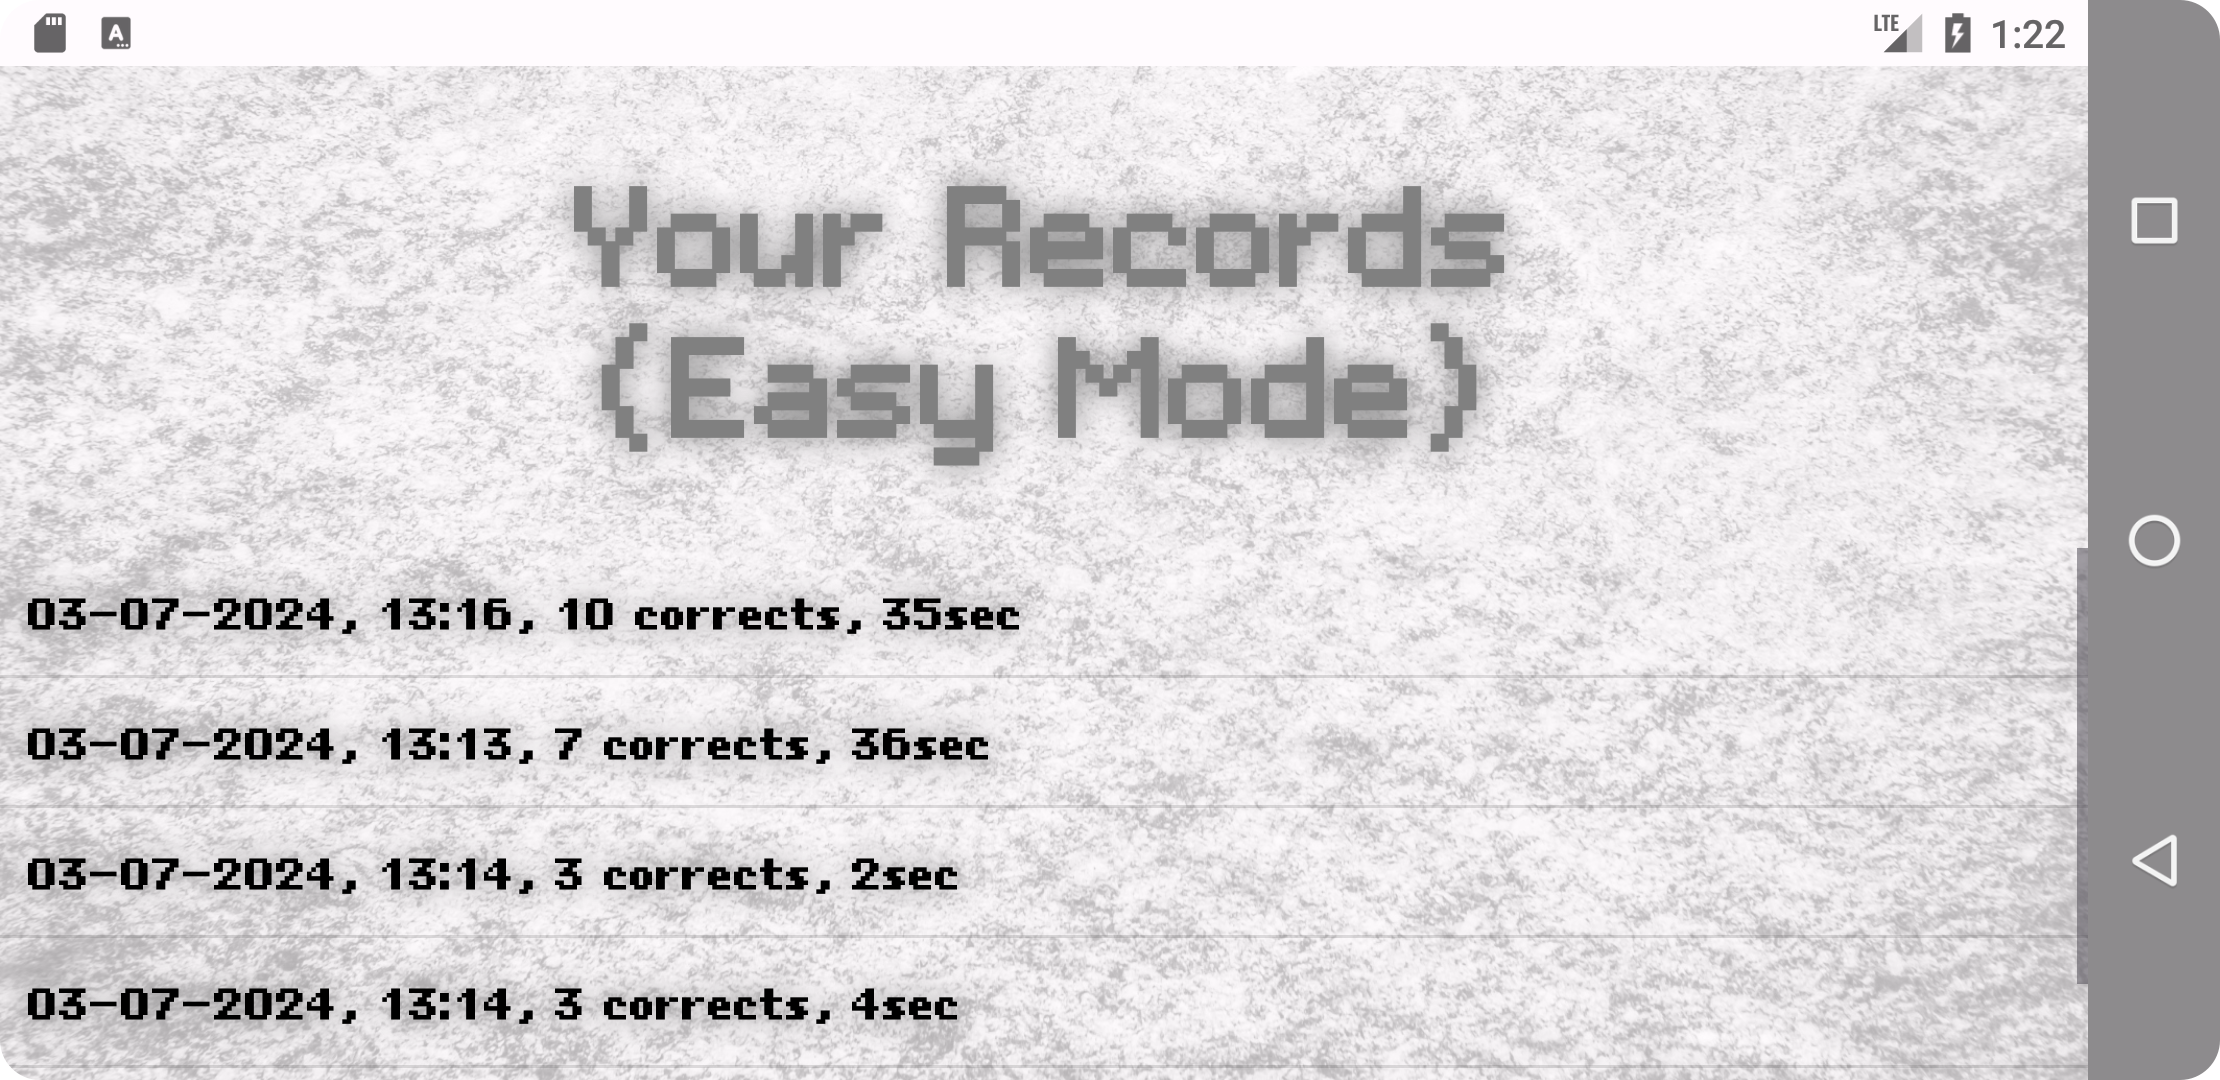 LTE 1:22
Your Records
(Easy Mode)
03-07-2024, 13:16, 10 corrects, 35sec
03-07-2024, 13:13, 7 corrects, 36sec
03-07-2024, 13:14, 3 corrects, 2sec
03-07-2024, 13:14, 3 corrects, 4sec